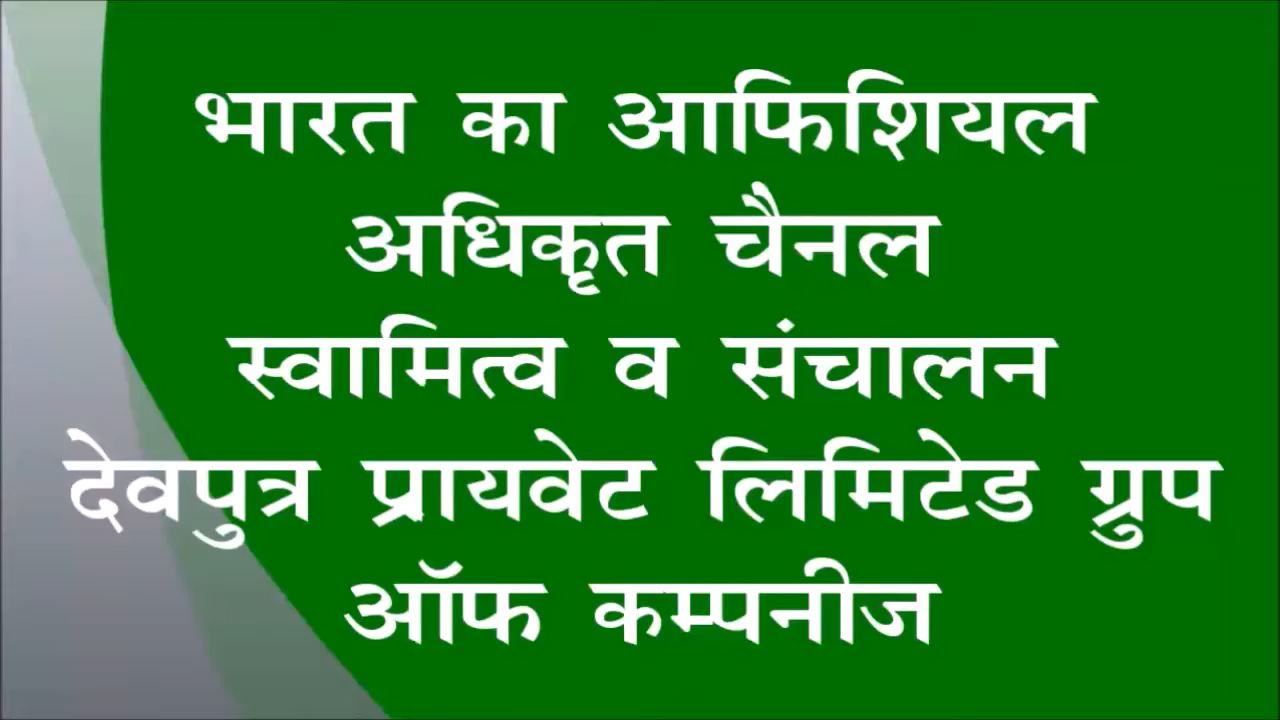 भारत का आफिशियल
अधिकृत चैनल
स्वामित्व व संचालन
देवपुत्र प्रायवेट लिमिटेड ग्रुप
ऑफ कम्पनीज